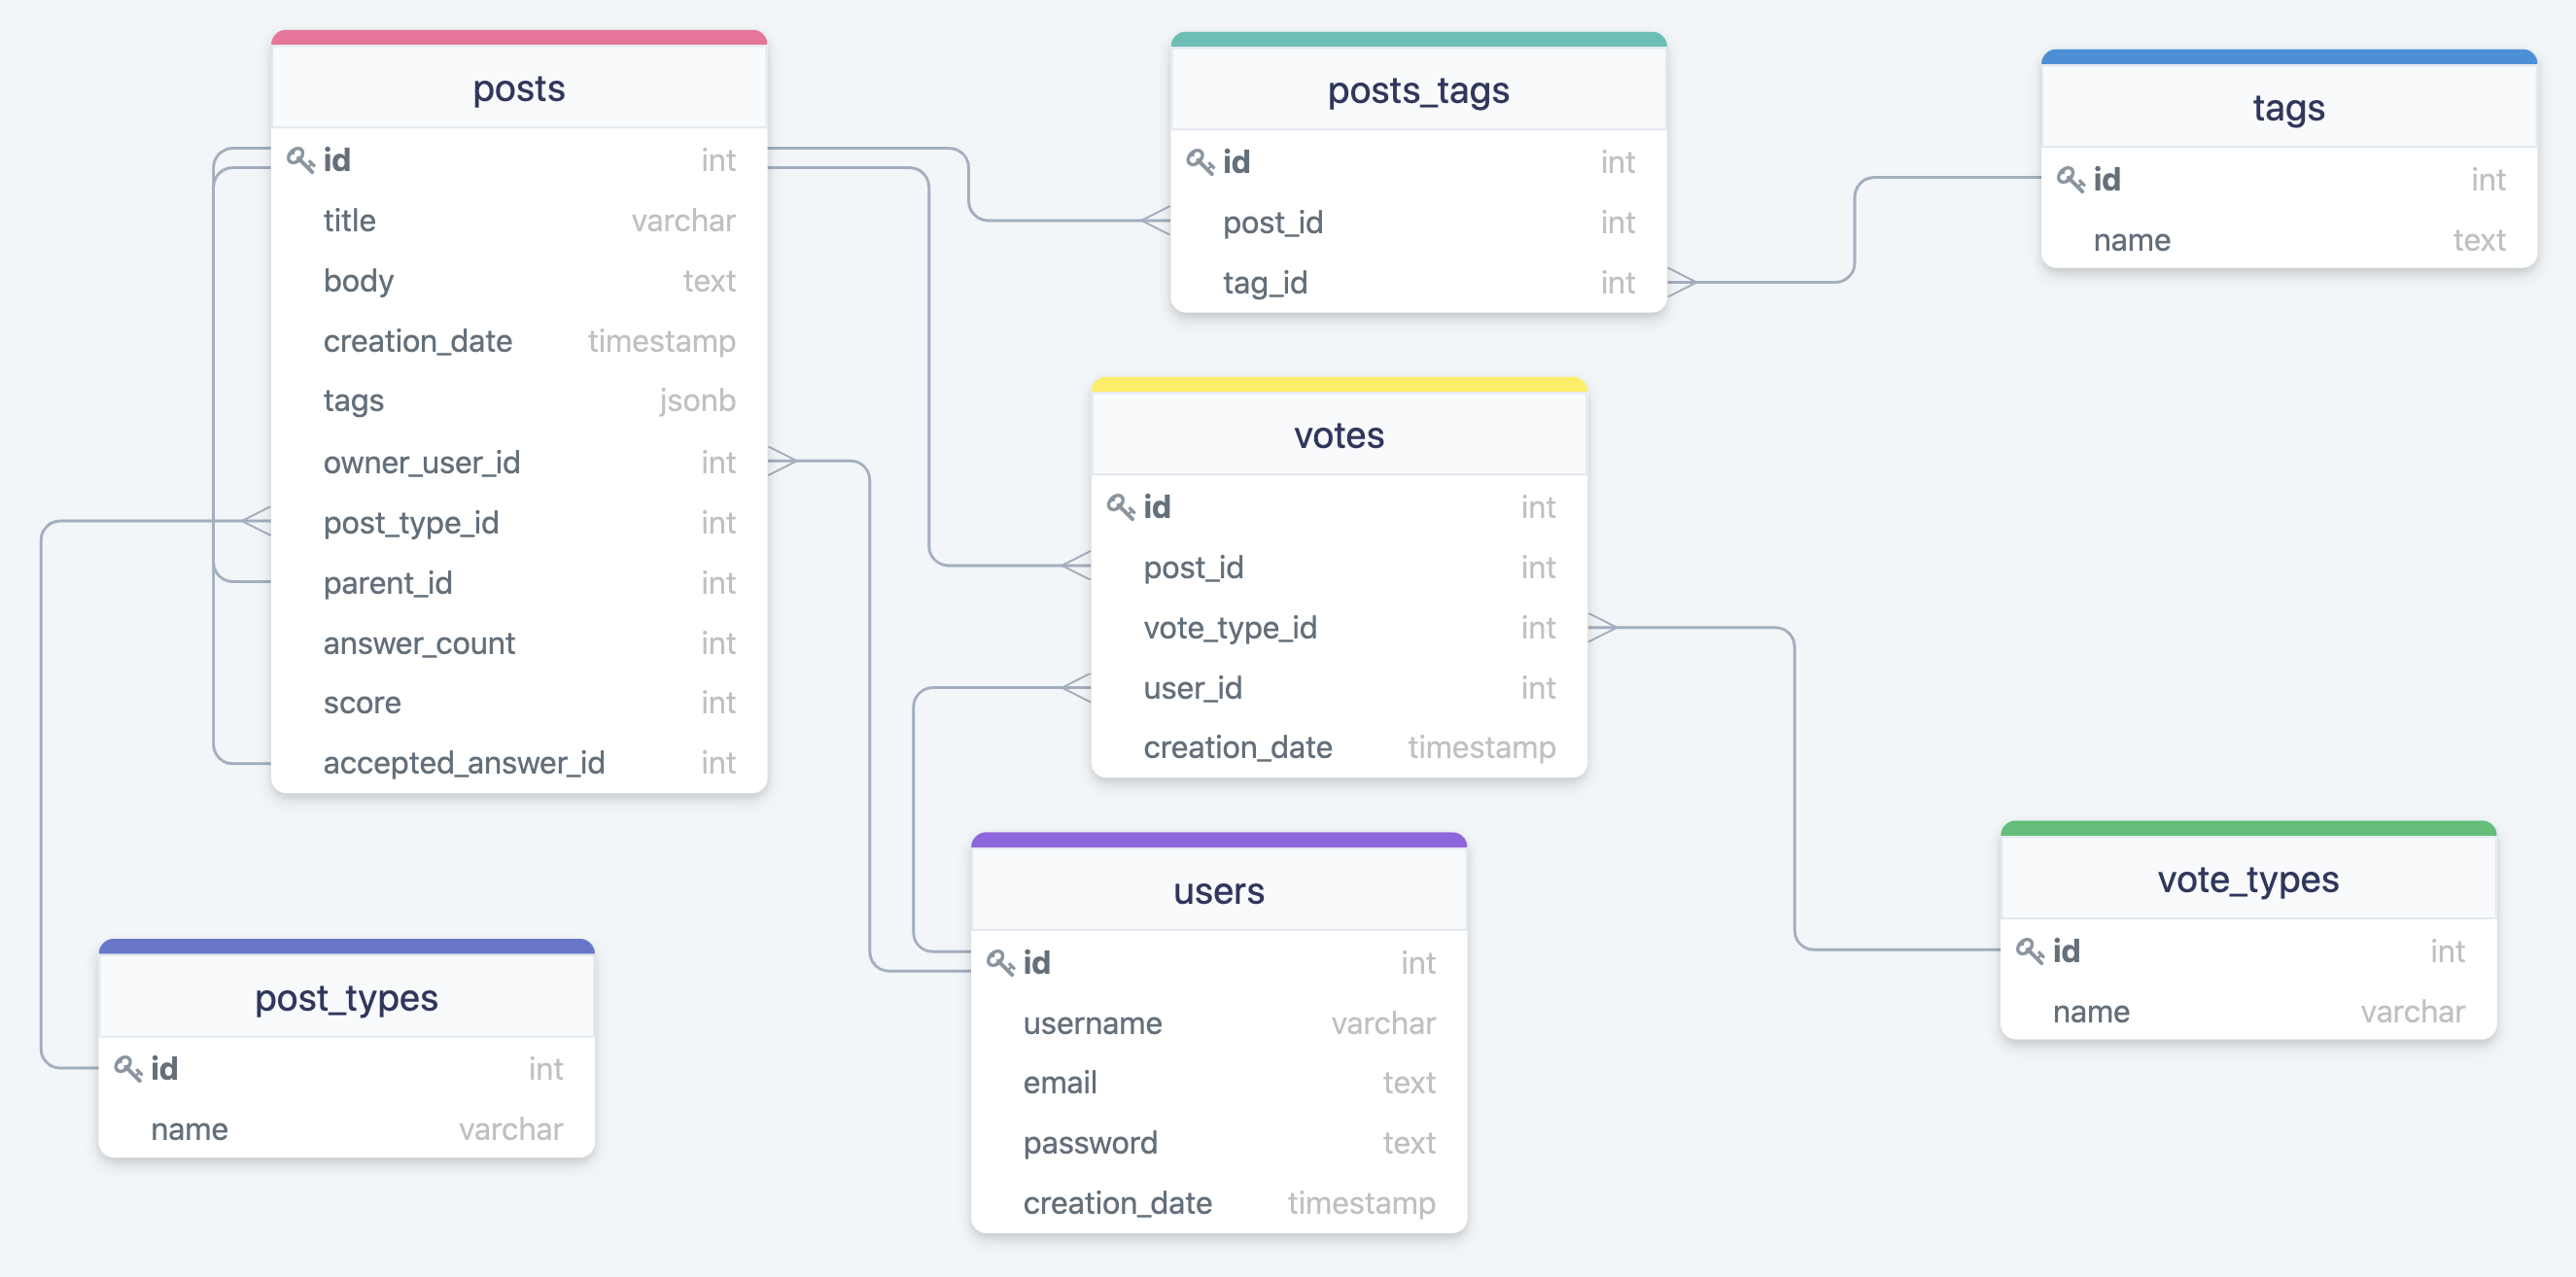 posts
id int
title varchar
body text
creation_date timestamp
tags jsonb
owner_user_id int
post_type_id int
parent_id int
answer_count int
score int
accepted_answer_id int
posts_tags
id int
post_id int
tag_id int
tags
id int
name text
votes
id int
post_id int
vote_type_id int
user_id int
creation_date timestamp
users
id int
username varchar
email text
password text
creation_date timestamp
vote_types
id int
name varchar
post_types
id int
name varchar